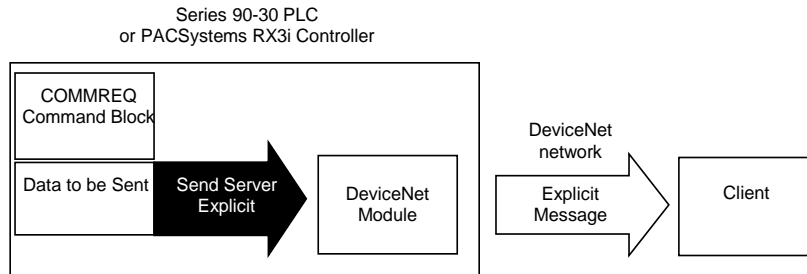 Series 90-30 PLC
or PACSystems RX3i Controller
COMMREQ
Command Block
Data to be Sent
Send Server
Explicit
DeviceNet
Module
DeviceNet
network
Explicit
Message
Client